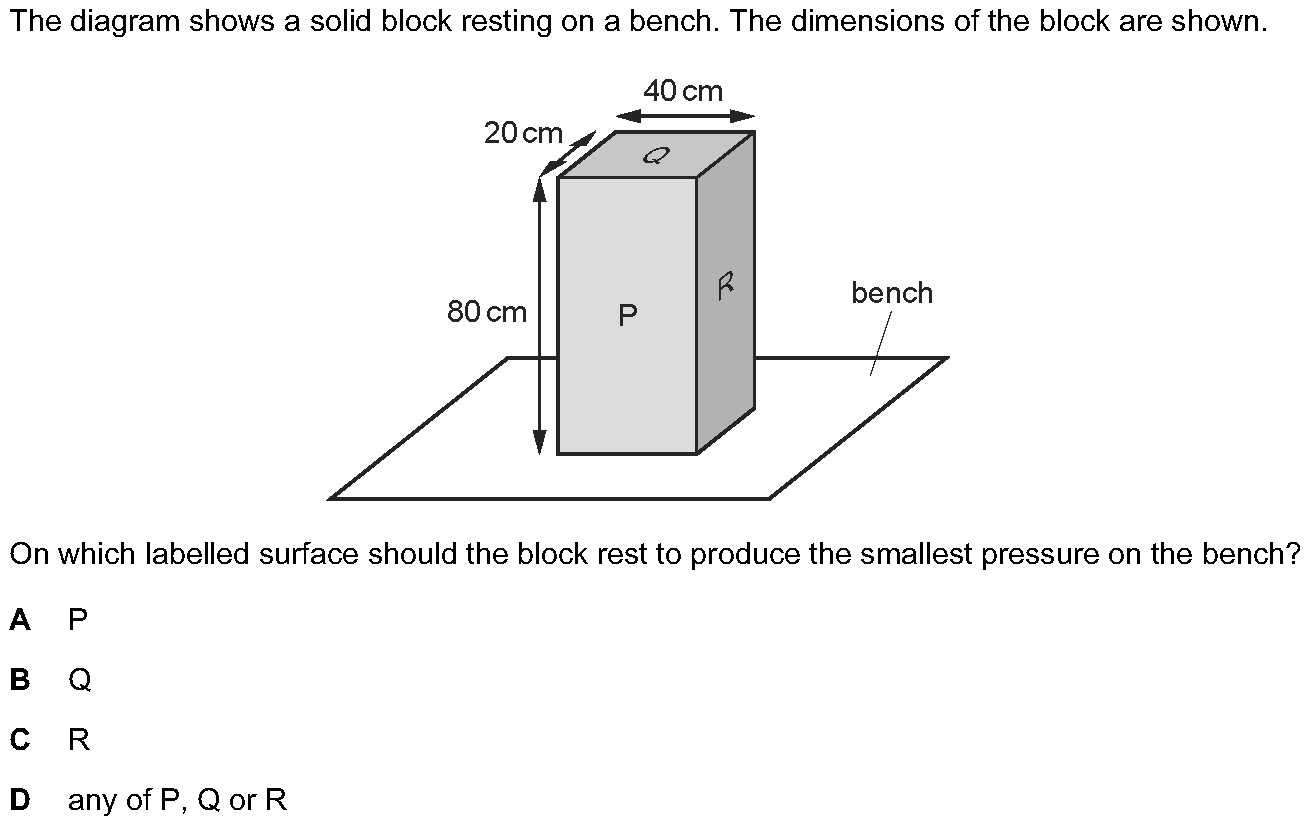 The diagram shows a solid block resting on a bench. The dimensions of the block are shown.
40 cm
20 cm
Q
80 cm
P
R
bench
On which labelled surface should the block rest to produce the smallest pressure on the bench?
A P
B Q
C R
D any of P, Q or R